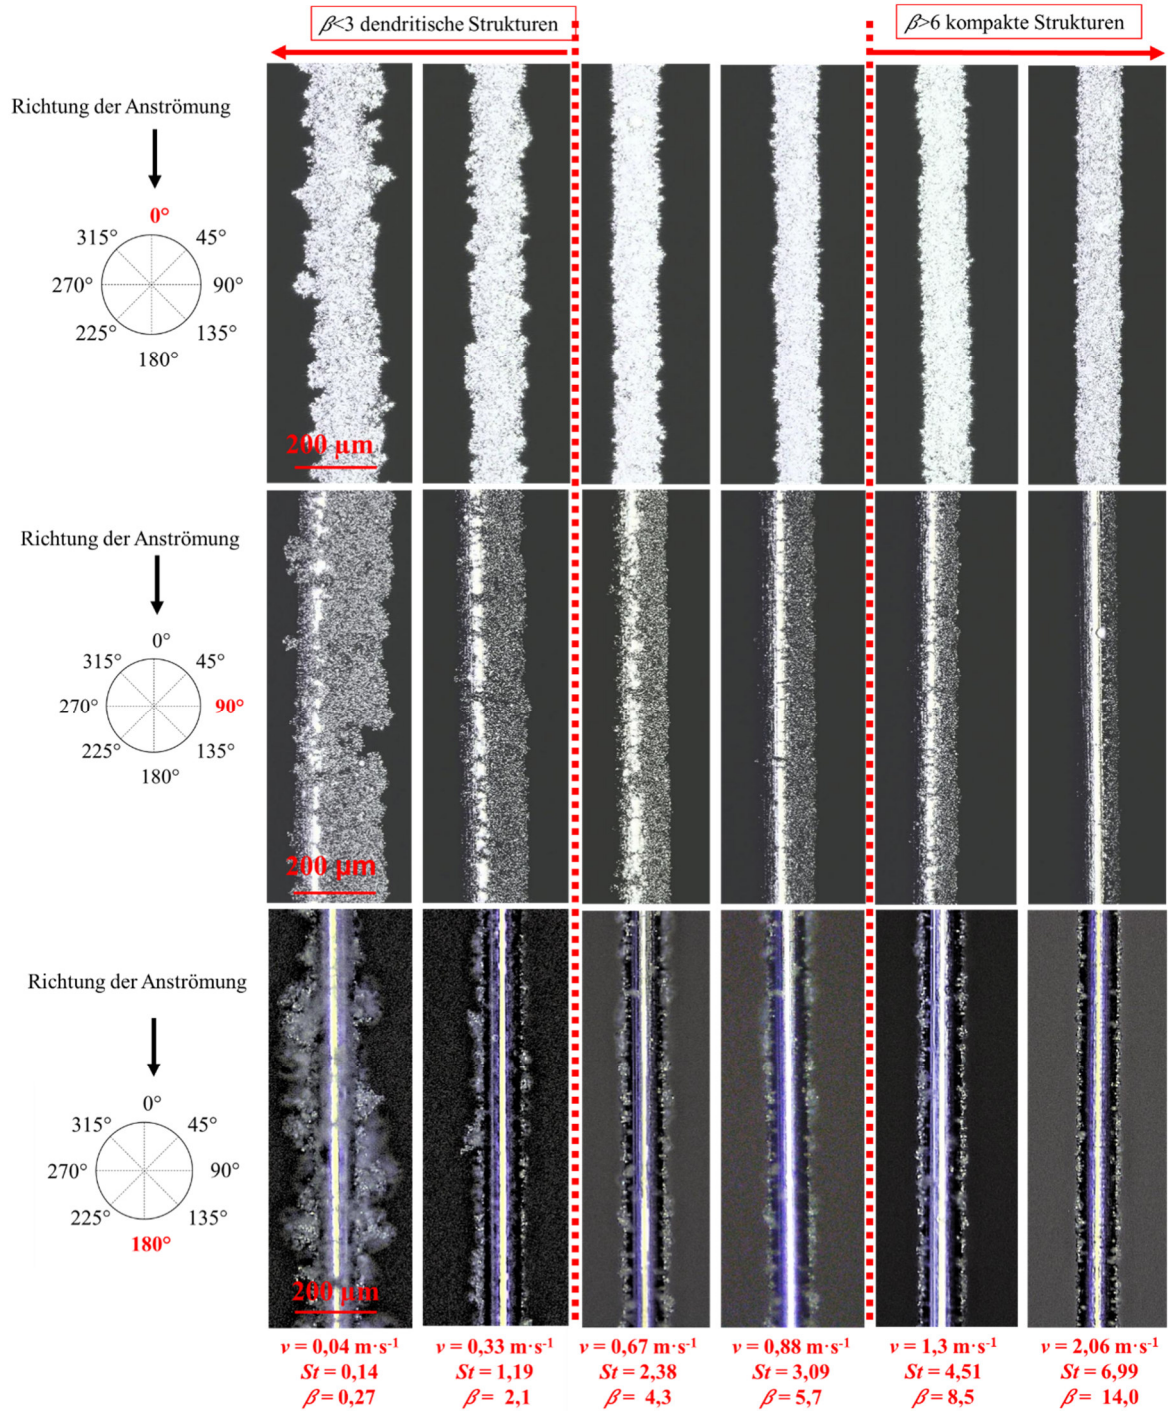 β<3 dendritische Strukturen
β>6 kompakte Strukturen
Richtung der Anströmung
0°
315°
45°
270°
90°
225°
135°
180°
200 µm
Richtung der Anströmung
0°
315°
45°
270°
90°
225°
135°
180°
200 µm
Richtung der Anströmung
0°
315°
45°
270°
90°
225°
135°
180°
200 µm
v = 0,04 m·s⁻¹
St = 0,14
β = 0,27
v = 0,33 m·s⁻¹
St = 1,19
β = 2,1
v = 0,67 m·s⁻¹
St = 2,38
β = 4,3
v = 0,88 m·s⁻¹
St = 3,09
β = 5,7
v = 1,3 m·s⁻¹
St = 4,51
β = 8,5
v = 2,06 m·s⁻¹
St = 6,99
β = 14,0